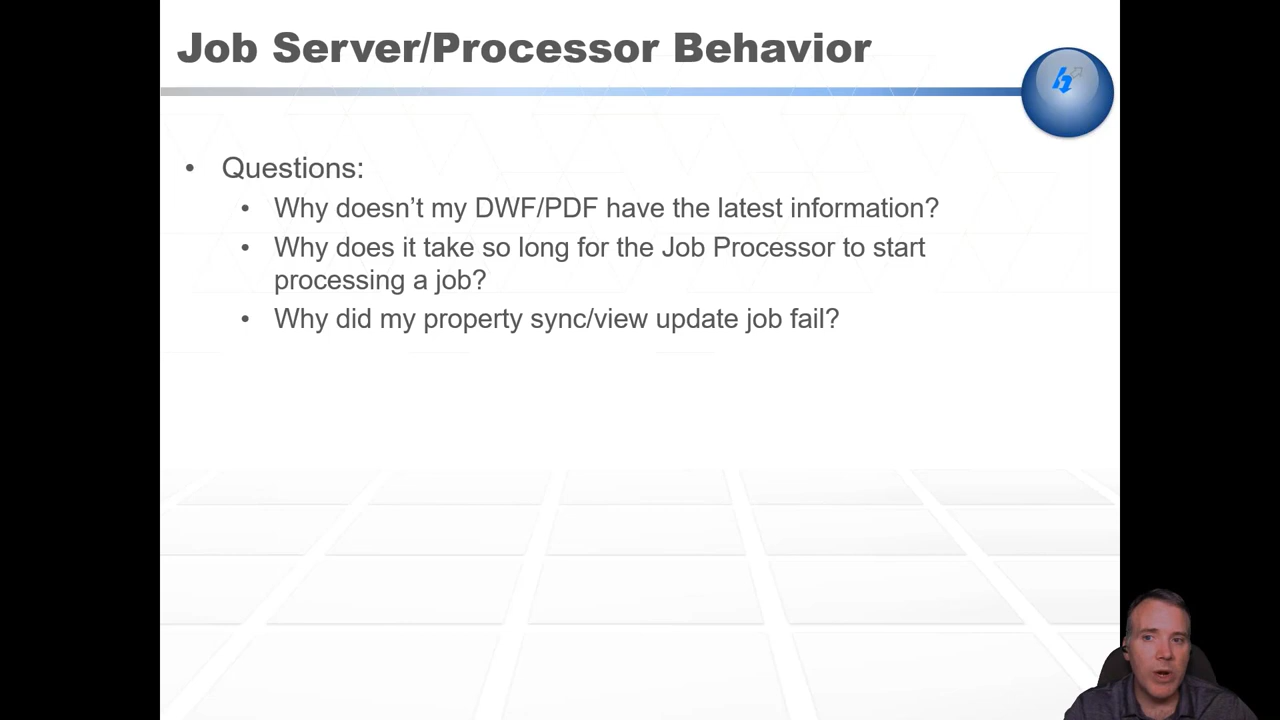 Job Server/Processor Behavior
• Questions:
• Why doesn’t my DWF/PDF have the latest information?
• Why does it take so long for the Job Processor to start
processing a job?
• Why did my property sync/view update job fail?